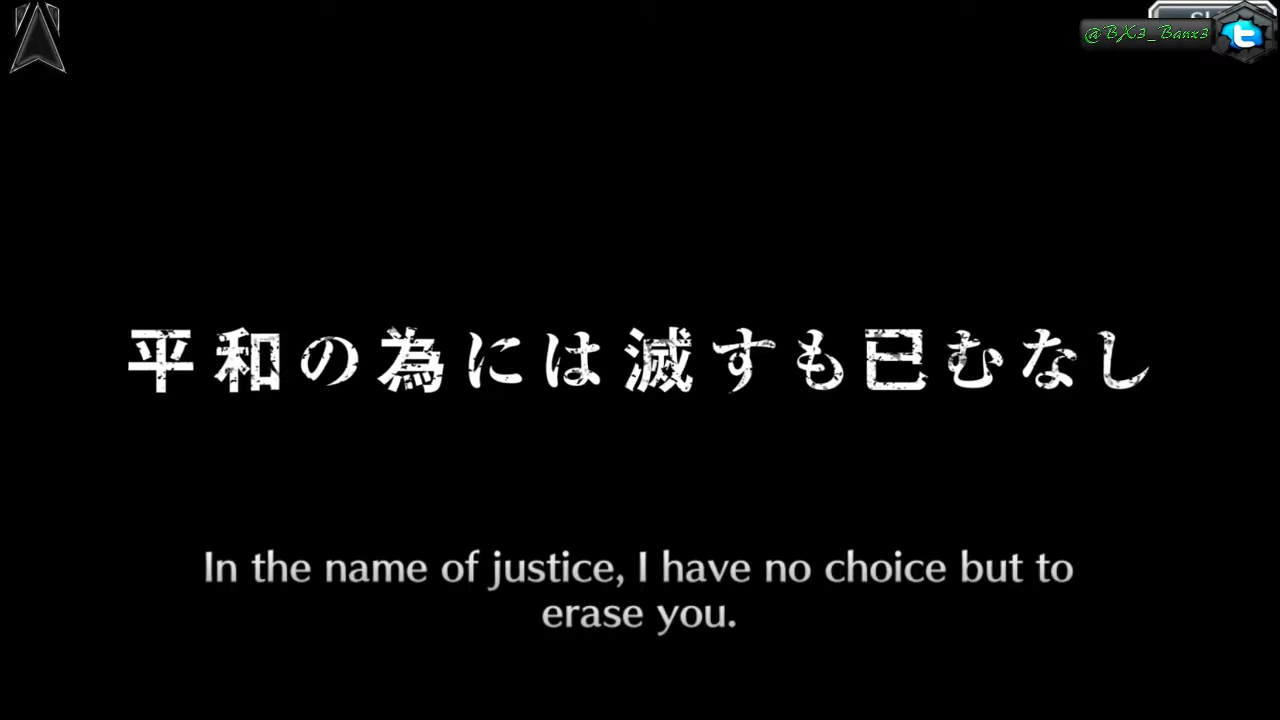 @BX3_Banx3
平和の為には滅すも已むなし
In the name of justice, I have no choice but to
erase you.